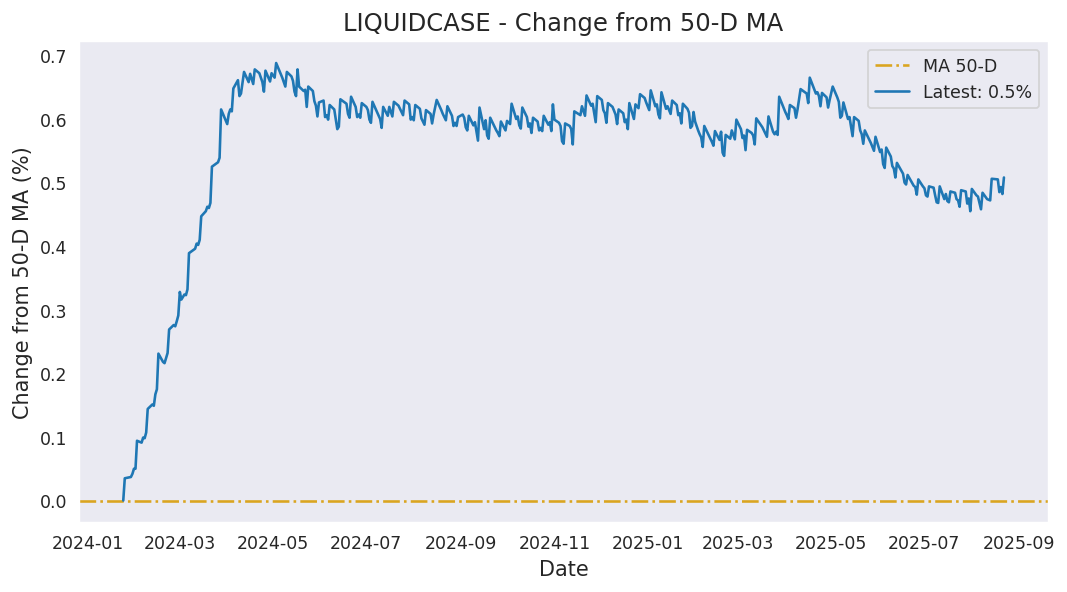 LIQUIDCASE - Change from 50-D MA
MA 50-D
Latest: 0.5%
Change from 50-D MA (%)
0.7
0.6
0.5
0.4
0.3
0.2
0.1
0.0
2024-01 2024-03 2024-05 2024-07 2024-09 2024-11 2025-01 2025-03 2025-05 2025-07 2025-09
Date